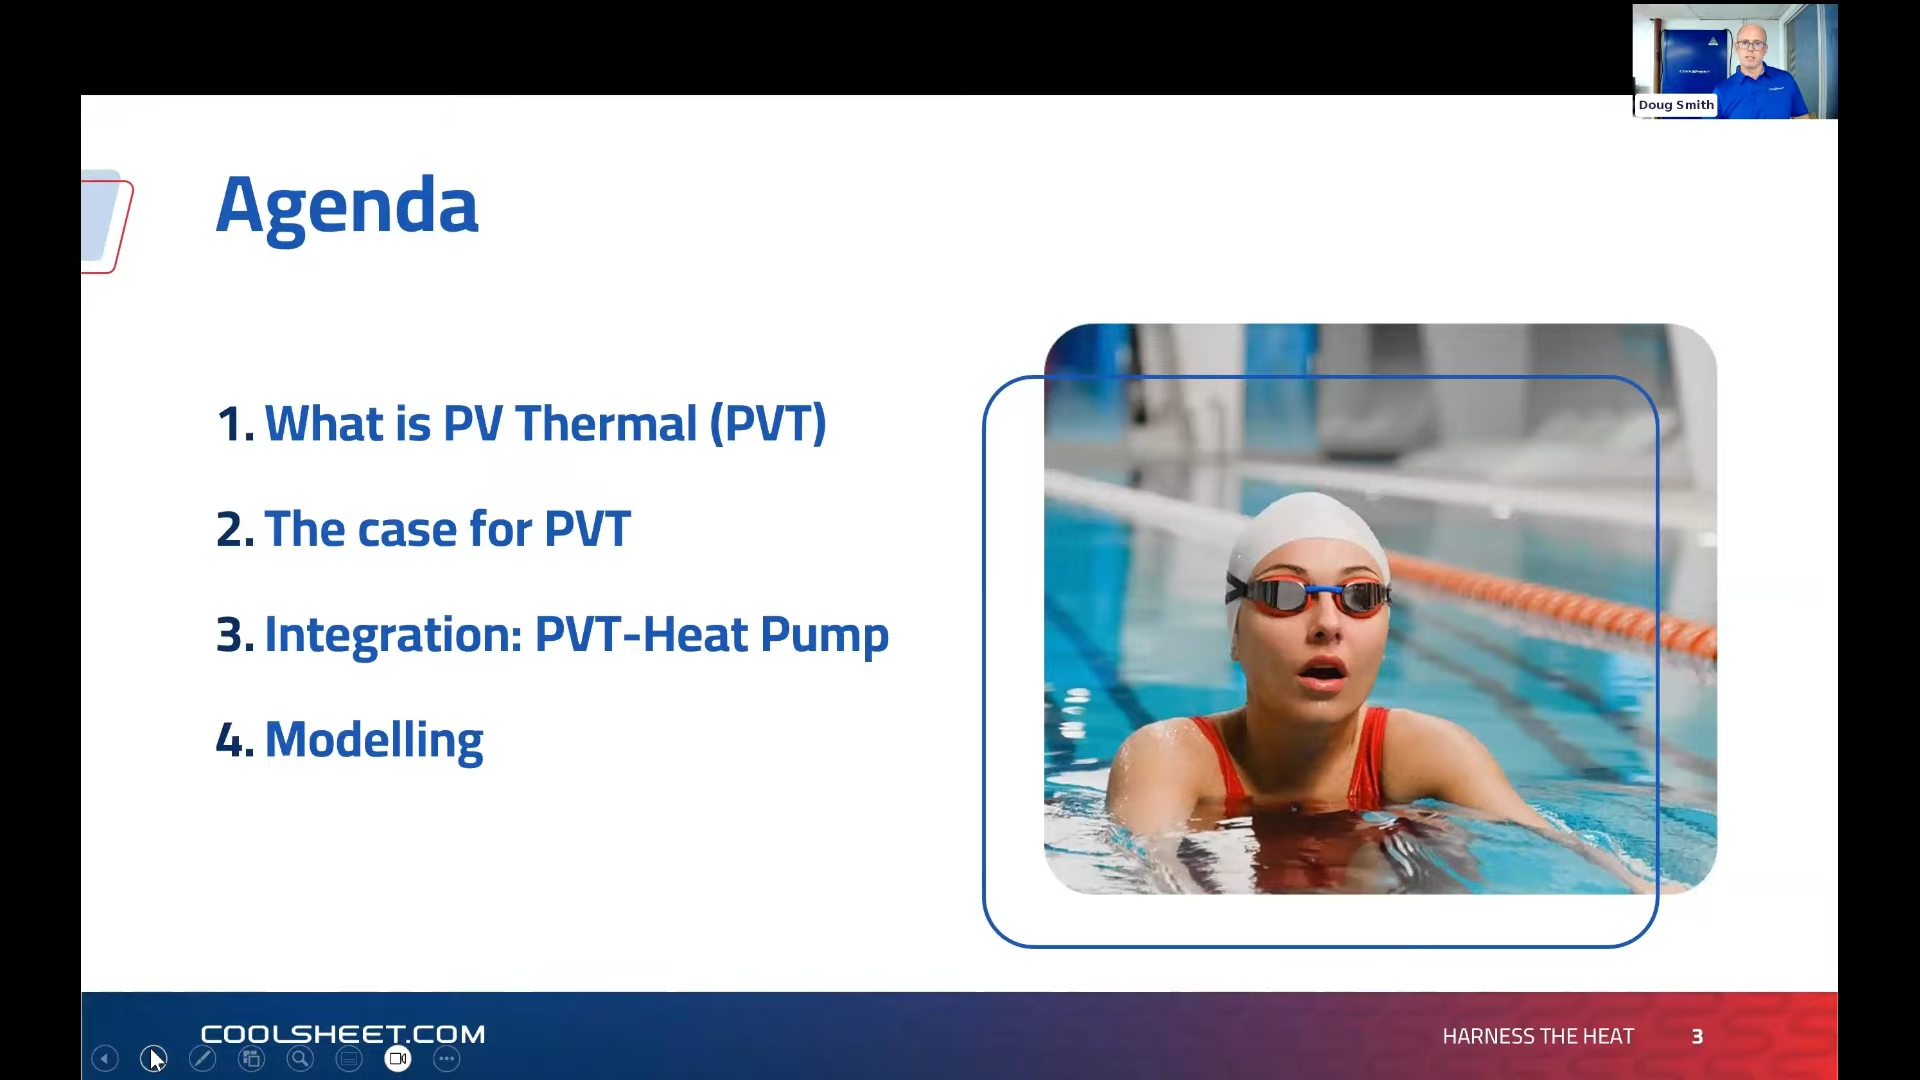 Doug Smith
Agenda
1. What is PV Thermal (PVT)
2. The case for PVT
3. Integration: PVT-Heat Pump
4. Modelling
COOLSHEET.COM
HARNESS THE HEAT
3